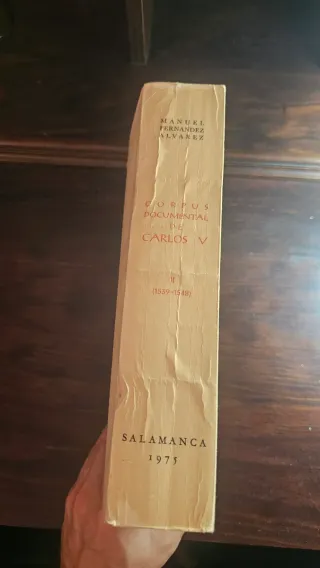 MANUEL
FERNANDEZ
ALVAREZ
CORPUS
DOCUMENTAL
DE
CARLOS V
II
(1539-1548)
SALAMANCA
1975